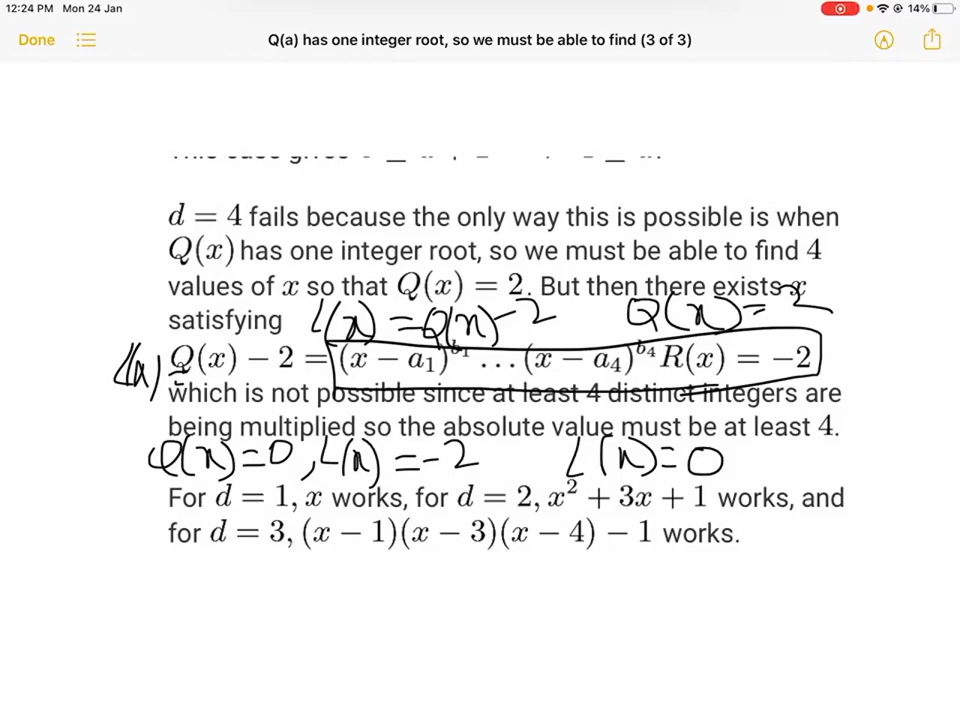 12:24 PM Mon 24 Jan 14%
Done Q(a) has one integer root, so we must be able to find (3 of 3)
d = 4 fails because the only way this is possible is when
Q(x) has one integer root, so we must be able to find 4
values of x so that Q(x) = 2. But then there exists x
satisfying L(x) = Q(x) - 2 Q(x) = 2
L(x) = Q(x) − 2 = (x − a₁)^b₁ ... (x − a₄)^b₄ R(x) = −2
which is not possible since at least 4 distinct integers are
being multiplied so the absolute value must be at least 4.
Q(x) = 0, L(x) = -2 L(x) = 0
For d = 1, x works, for d = 2, x² + 3x + 1 works, and
for d = 3, (x − 1)(x − 3)(x − 4) − 1 works.